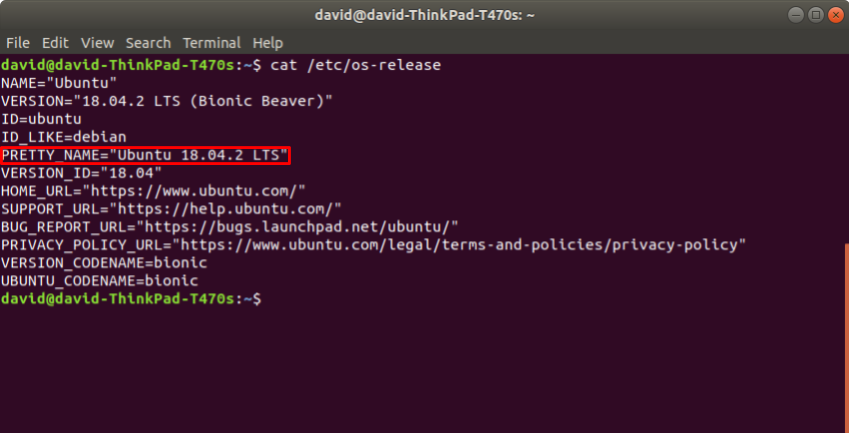 david@david-ThinkPad-T470s: ~
File Edit View Search Terminal Help
david@david-ThinkPad-T470s:~$ cat /etc/os-release
NAME="Ubuntu"
VERSION="18.04.2 LTS (Bionic Beaver)"
ID=ubuntu
ID_LIKE=debian
PRETTY_NAME="Ubuntu 18.04.2 LTS"
VERSION_ID="18.04"
HOME_URL="https://www.ubuntu.com/"
SUPPORT_URL="https://help.ubuntu.com/"
BUG_REPORT_URL="https://bugs.launchpad.net/ubuntu/"
PRIVACY_POLICY_URL="https://www.ubuntu.com/legal/terms-and-policies/privacy-policy"
VERSION_CODENAME=bionic
UBUNTU_CODENAME=bionic
david@david-ThinkPad-T470s:~$